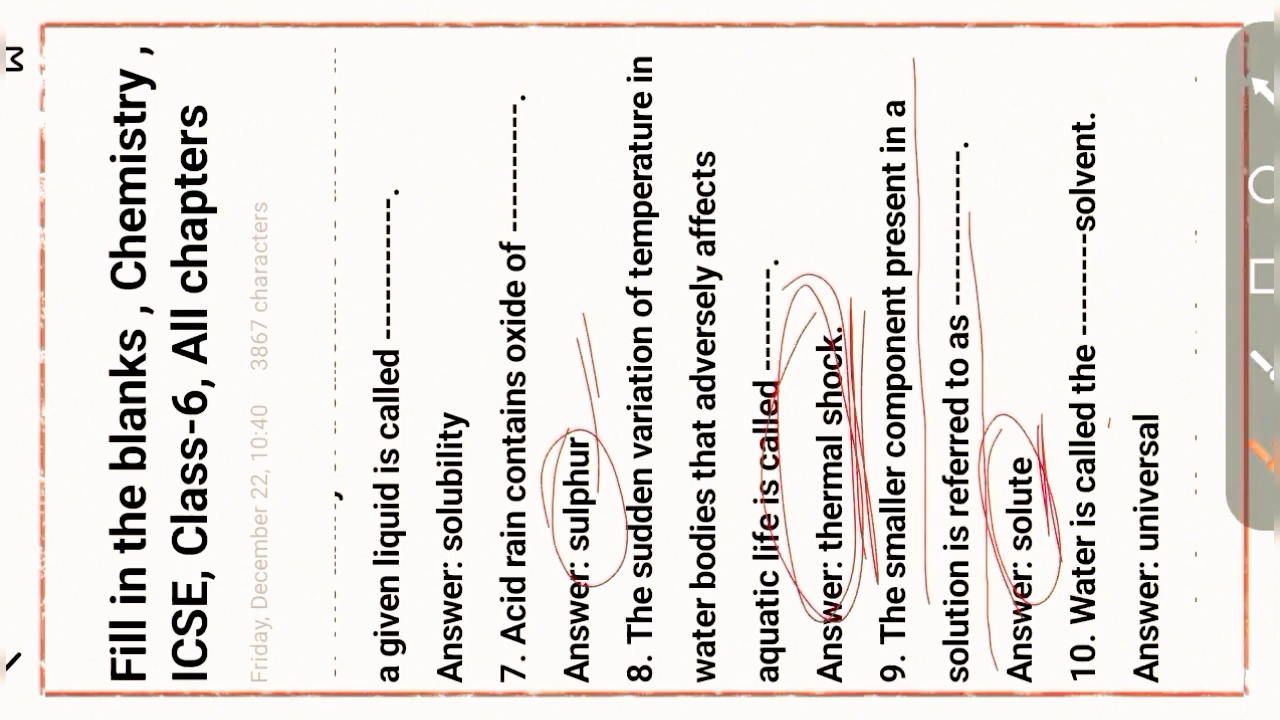 Fill in the blanks , Chemistry ,
ICSE, Class-6, All chapters
Friday, December 22, 10:40 3867 characters
a given liquid is called -------------.
Answer: solubility
7. Acid rain contains oxide of ------------.
Answer: sulphur
8. The sudden variation of temperature in
water bodies that adversely affects
aquatic life is called ----------.
Answer: thermal shock.
9. The smaller component present in a
solution is referred to as --------------.
Answer: solute
10. Water is called the ----------solvent.
Answer: universal